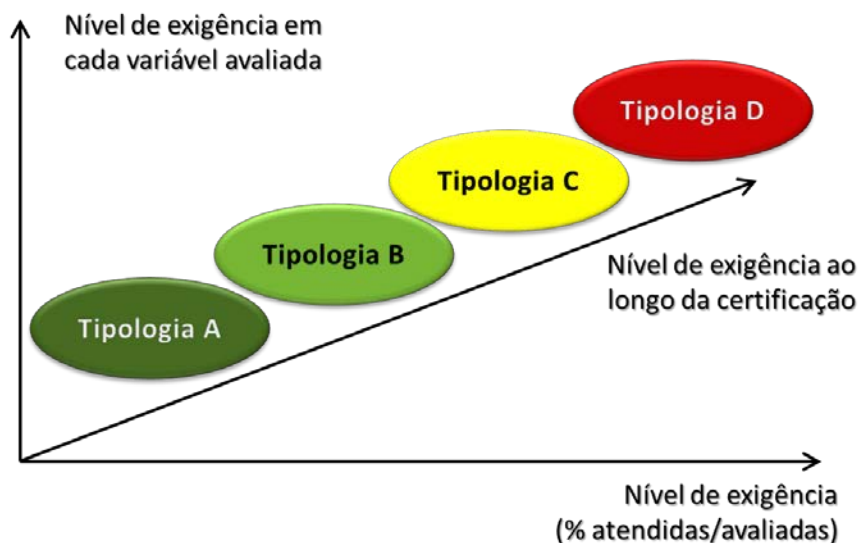 Nível de exigência em
cada variável avaliada
Tipologia D
Tipologia C
Tipologia B
Tipologia A
Nível de exigência ao
longo da certificação
Nível de exigência
(% atendidas/avaliadas)